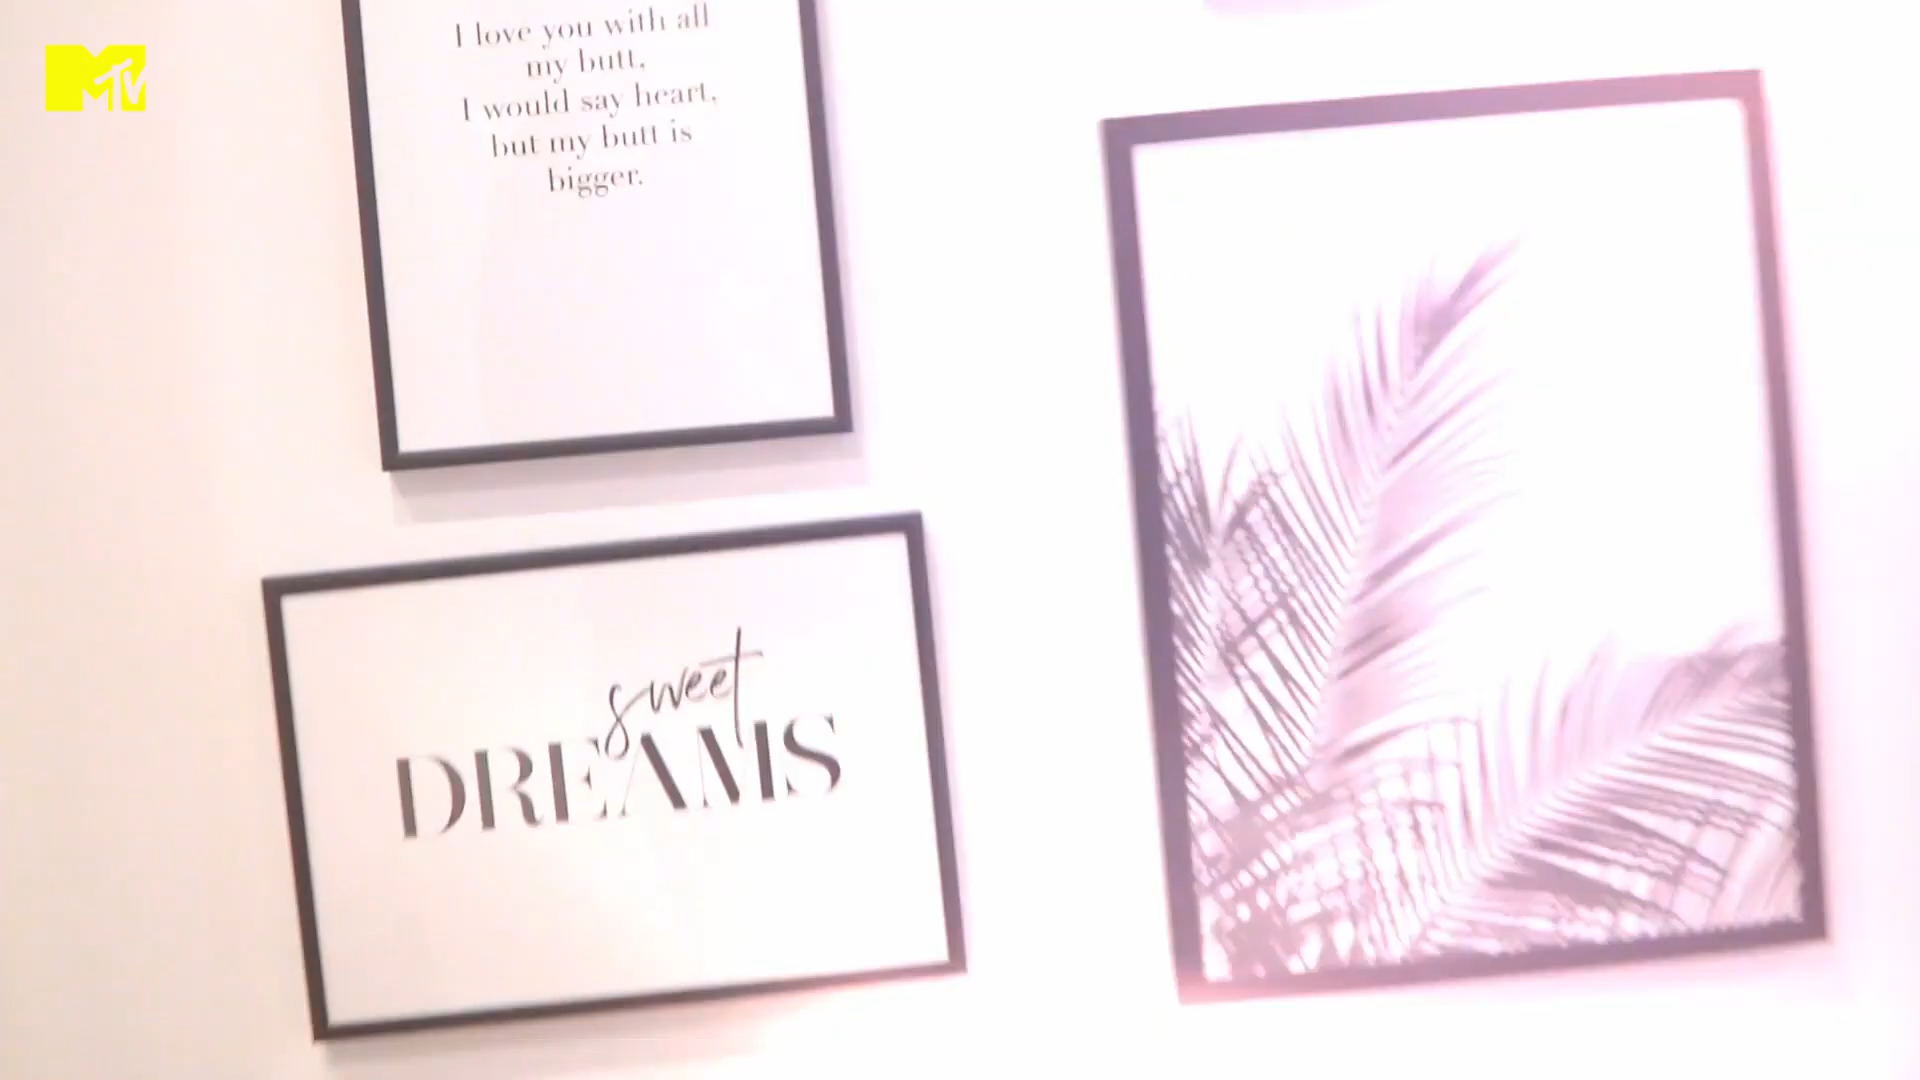 MTV
I love you with all
my butt,
I would say heart,
but my butt is
bigger.
sweet
DREAMS